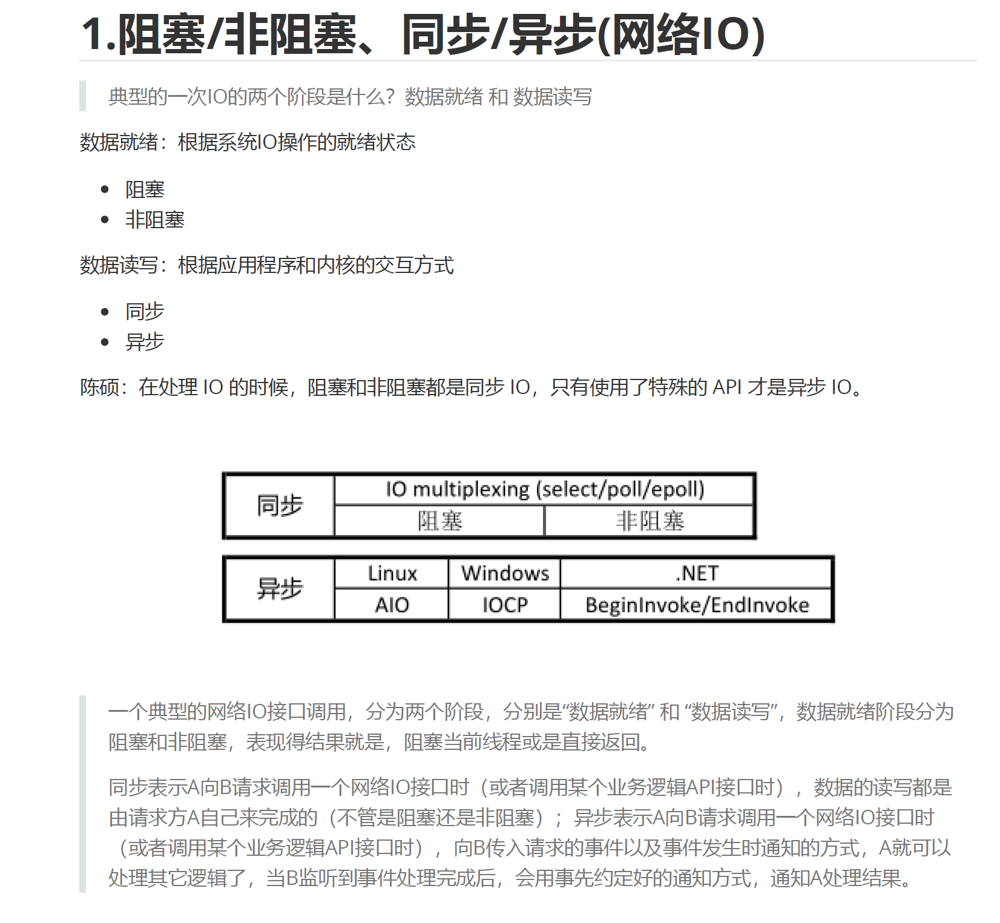 1.阻塞/非阻塞、同步/异步(网络IO)
典型的一次IO的两个阶段是什么？数据就绪 和 数据读写
数据就绪：根据系统IO操作的就绪状态
阻塞
非阻塞
数据读写：根据应用程序和内核的交互方式
同步
异步
陈硕：在处理 IO 的时候，阻塞和非阻塞都是同步 IO，只有使用了特殊的 API 才是异步 IO。
同步
IO multiplexing (select/poll/epoll)
阻塞
非阻塞
异步
Linux
Windows
.NET
AIO
IOCP
BeginInvoke/EndInvoke
一个典型的网络IO接口调用，分为两个阶段，分别是“数据就绪” 和 “数据读写”，数据就绪阶段分为
阻塞和非阻塞，表现得结果就是，阻塞当前线程或是直接返回。
同步表示A向B请求调用一个网络IO接口时（或者调用某个业务逻辑API接口时），数据的读写都是
由请求方A自己来完成的（不管是阻塞还是非阻塞）；异步表示A向B请求调用一个网络IO接口时
（或者调用某个业务逻辑API接口时），向B传入请求的事件以及事件发生时通知的方式，A就可以
处理其它逻辑了，当B监听到事件处理完成后，会用事先约定好的通知方式，通知A处理结果。